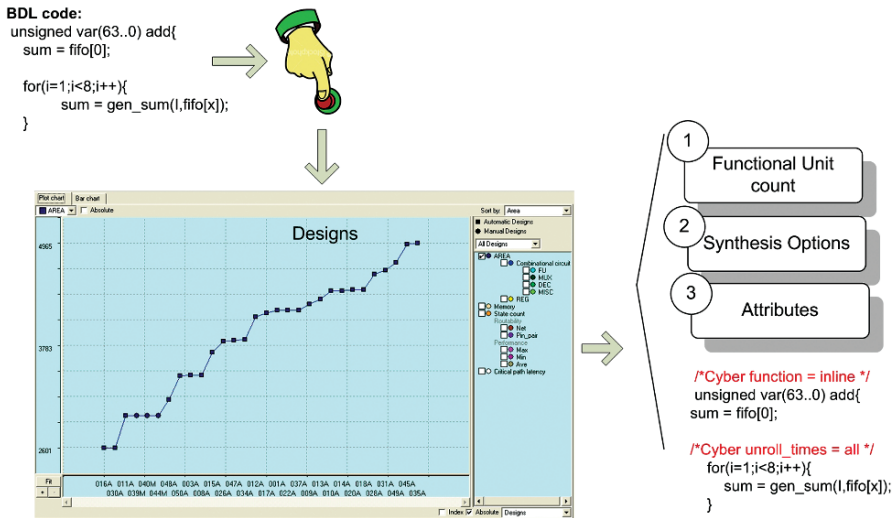 BDL code:
unsigned var(63..0) add{
sum = fifo[0];
for(i=1;i<8;i++){
sum = gen_sum(I,fifo[x]);
}
Plot chart Bar chart
AREA Absolute
Sort by: Area
Designs
4965
3783
2601
Automatic Designs
Manual Designs
All Designs
AREA
Combinational circuit
FU
MUX
DEC
MISC
REG
Memory
State count
Routability
Net
Pin_pair
Performance
Max
Min
Ave
Critical path latency
Fit
016A 011A 040M 048A 003A 015A 047A 012A 001A 037A 013A 014A 018A 031A 045A
030A 039M 044M 050A 008A 026A 034A 017A 022A 009A 010A 020A 028A 049A 035A
Index Absolute Designs
1
Functional Unit
count
2
Synthesis Options
3
Attributes
/*Cyber function = inline */
unsigned var(63..0) add{
sum = fifo[0];
/*Cyber unroll_times = all */
for(i=1;i<8;i++){
sum = gen_sum(I,fifo[x]);
}